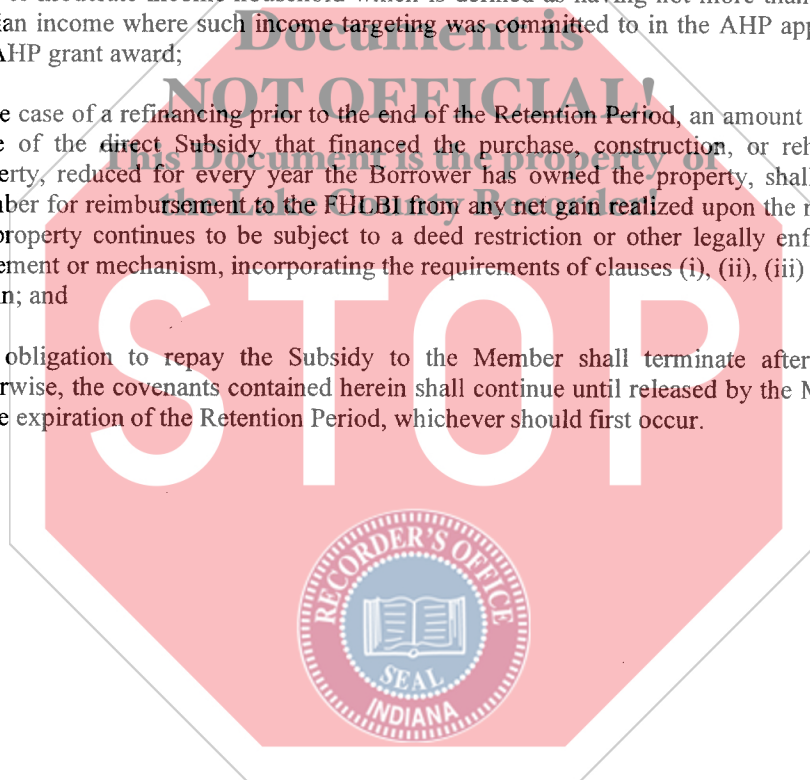 ian income where such income targeting was committed to in the AHP app
AHP grant award;
Document is
NOT OFFICIAL!
This Document is the property of
the Lake County Recorder!
e case of a refinancing prior to the end of the Retention Period, an amount
e of the direct Subsidy that financed the purchase, construction, or reh
erty, reduced for every year the Borrower has owned the property, shall
ber for reimbursement to the FHLBI from any net gain realized upon the r
property continues to be subject to a deed restriction or other legally enf
ement or mechanism, incorporating the requirements of clauses (i), (ii), (iii)
n; and
STOP
obligation to repay the Subsidy to the Member shall terminate after
rwise, the covenants contained herein shall continue until released by the M
e expiration of the Retention Period, whichever should first occur.
RECORDER'S OFFICE
SEAL
INDIANA